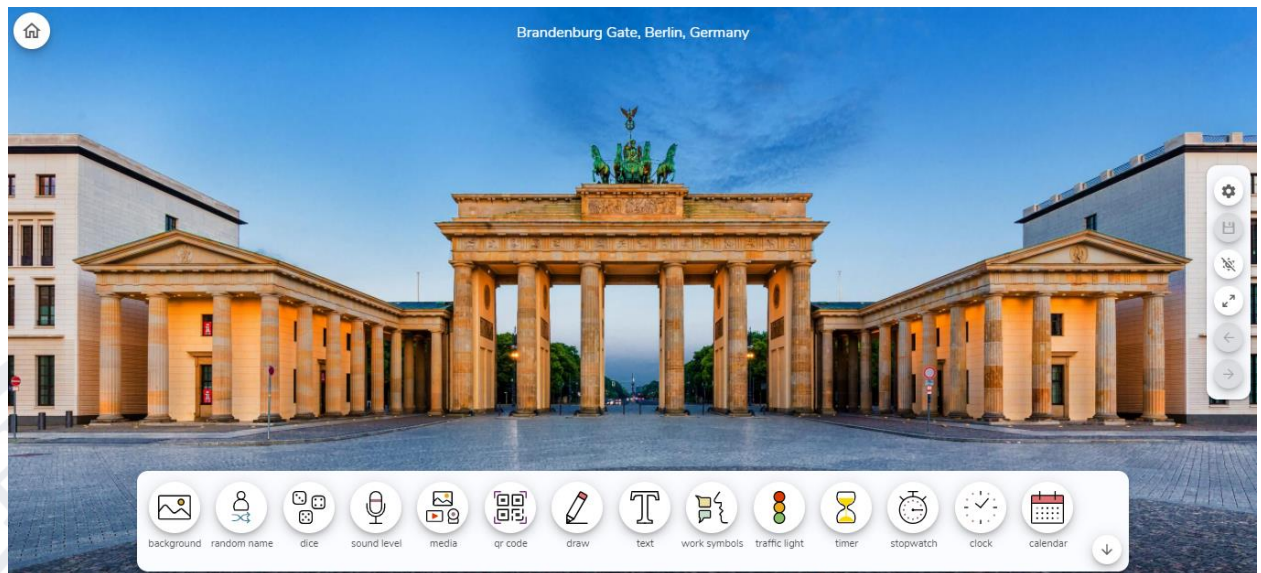 Brandenburg Gate, Berlin, Germany
background random name dice sound level media qr code draw text work symbols traffic light timer stopwatch clock calendar